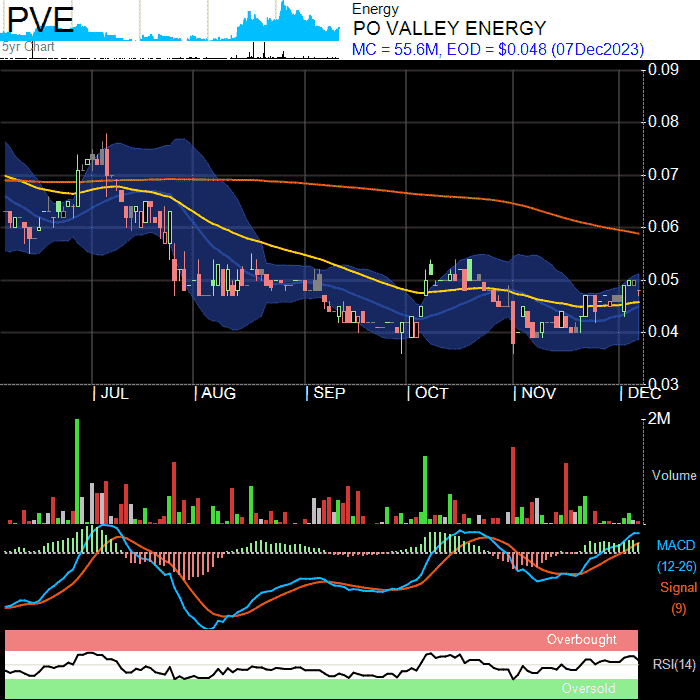 PVE
5yr Chart
Energy
PO VALLEY ENERGY
MC = 55.6M, EOD = $0.048 (07Dec2023)
0.09
0.08
0.07
0.06
0.05
0.04
0.03
JUL AUG SEP OCT NOV DEC
2M
Volume
MACD
(12-26)
Signal
(9)
Overbought
RSI(14)
Oversold